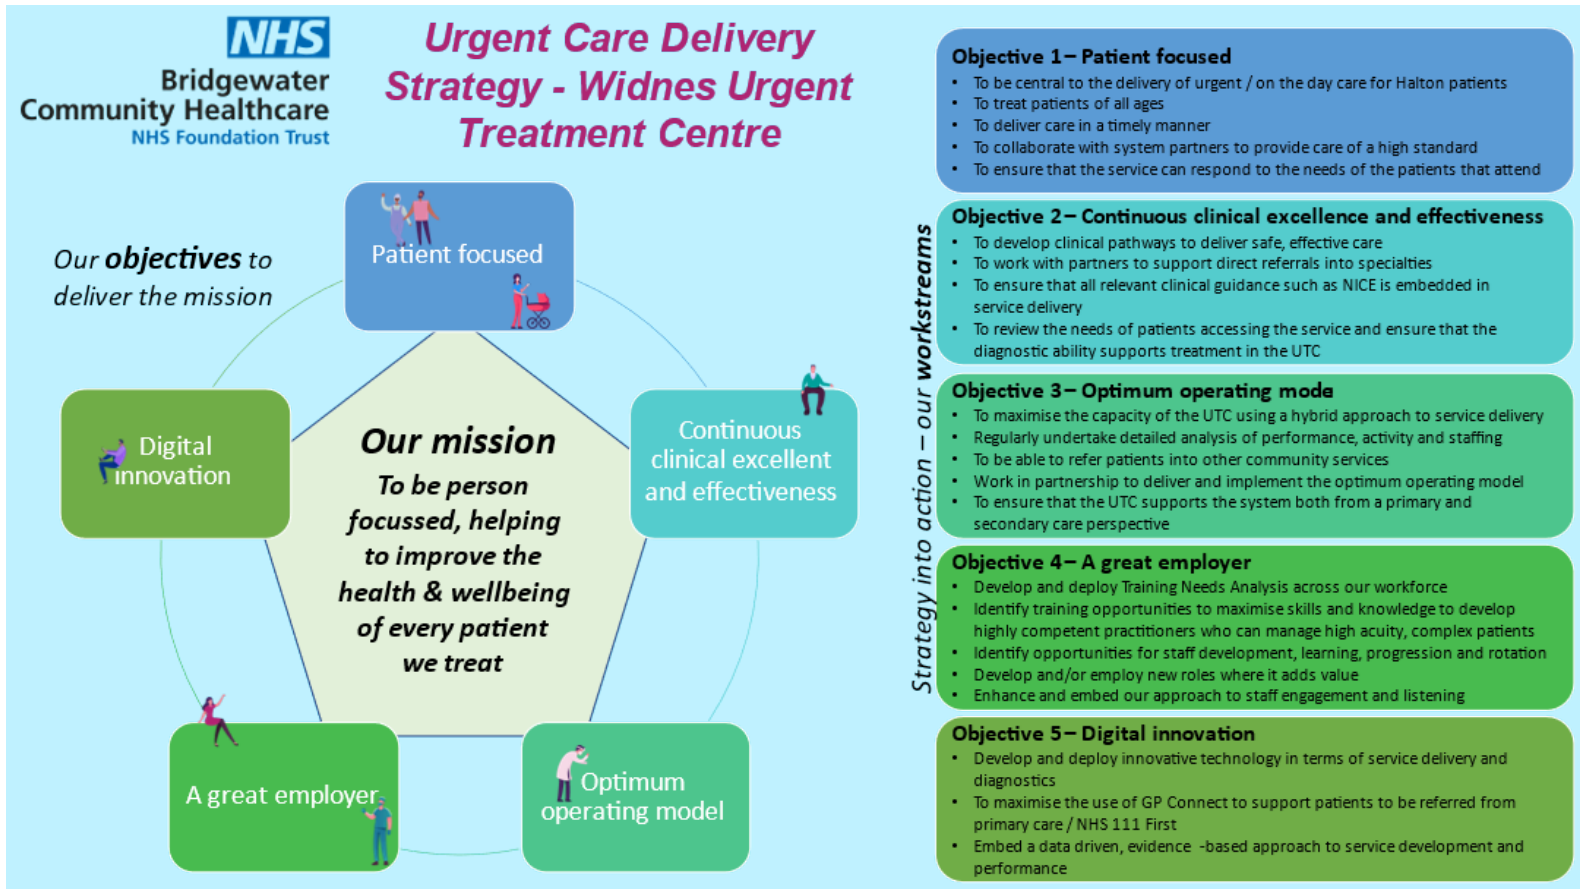 NHS
Bridgewater
Community Healthcare
NHS Foundation Trust
Urgent Care Delivery
Strategy - Widnes Urgent
Treatment Centre
Our objectives to
deliver the mission
Patient focused
Continuous
clinical excellent
and effectiveness
Optimum
operating model
A great employer
Digital
innovation
Our mission
To be person
focussed, helping
to improve the
health & wellbeing
of every patient
we treat
Strategy into action – our workstreams
Objective 1 – Patient focused
• To be central to the delivery of urgent / on the day care for Halton patients
• To treat patients of all ages
• To deliver care in a timely manner
• To collaborate with system partners to provide care of a high standard
• To ensure that the service can respond to the needs of the patients that attend
Objective 2 – Continuous clinical excellence and effectiveness
• To develop clinical pathways to deliver safe, effective care
• To work with partners to support direct referrals into specialties
• To ensure that all relevant clinical guidance such as NICE is embedded in
service delivery
• To review the needs of patients accessing the service and ensure that the
diagnostic ability supports treatment in the UTC
Objective 3 – Optimum operating mode
• To maximise the capacity of the UTC using a hybrid approach to service delivery
• Regularly undertake detailed analysis of performance, activity and staffing
• To be able to refer patients into other community services
• Work in partnership to deliver and implement the optimum operating model
• To ensure that the UTC supports the system both from a primary and
secondary care perspective
Objective 4 – A great employer
• Develop and deploy Training Needs Analysis across our workforce
• Identify training opportunities to maximise skills and knowledge to develop
highly competent practitioners who can manage high acuity, complex patients
• Identify opportunities for staff development, learning, progression and rotation
• Develop and/or employ new roles where it adds value
• Enhance and embed our approach to staff engagement and listening
Objective 5 – Digital innovation
• Develop and deploy innovative technology in terms of service delivery and
diagnostics
• To maximise the use of GP Connect to support patients to be referred from
primary care / NHS 111 First
• Embed a data driven, evidence -based approach to service development and
performance